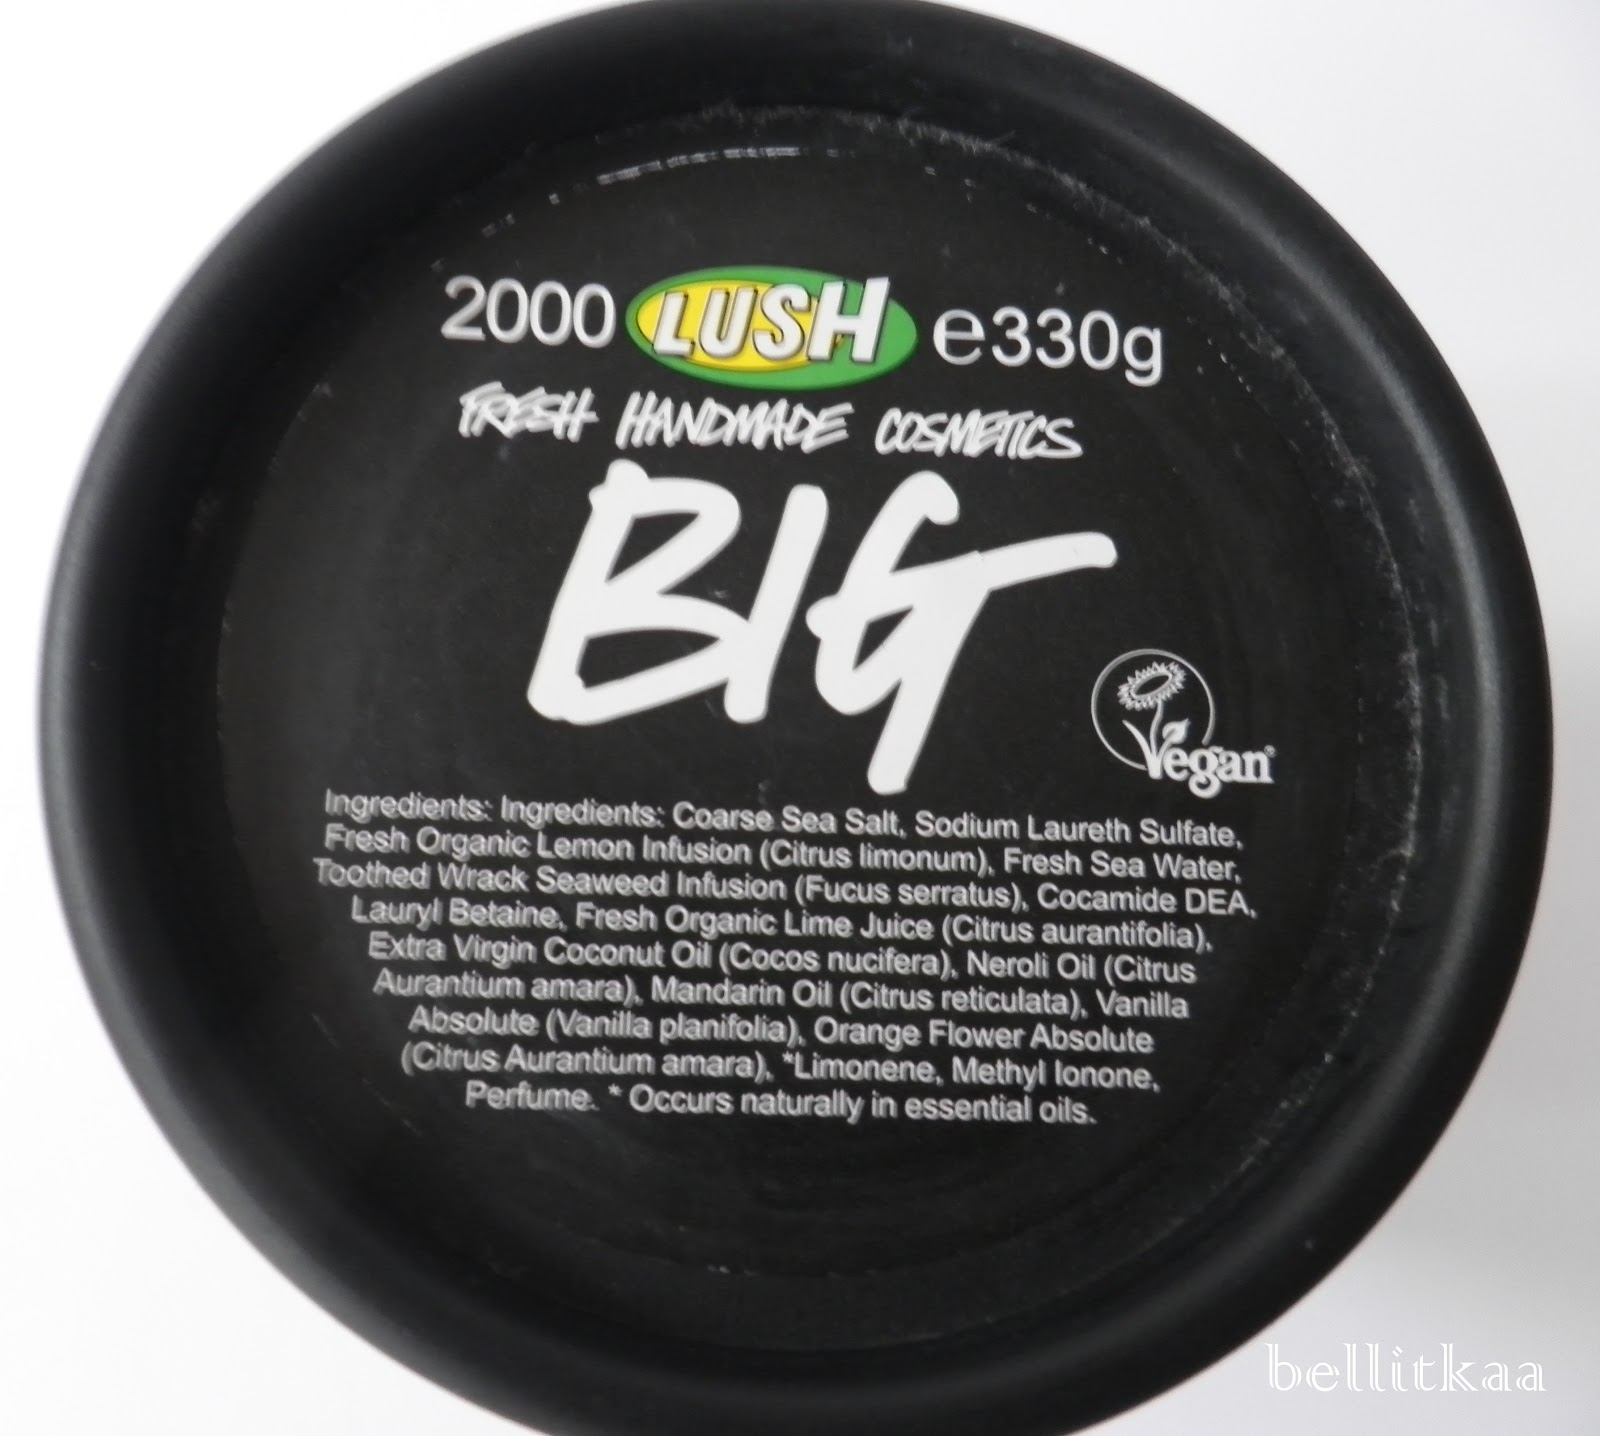 2000 LUSH e330g
FRESH HANDMADE COSMETICS
BIG
Vegan®
Ingredients: Ingredients: Coarse Sea Salt, Sodium Laureth Sulfate,
Fresh Organic Lemon Infusion (Citrus limonum), Fresh Sea Water,
Toothed Wrack Seaweed Infusion (Fucus serratus), Cocamide DEA,
Lauryl Betaine, Fresh Organic Lime Juice (Citrus aurantifolia),
Extra Virgin Coconut Oil (Cocos nucifera), Neroli Oil (Citrus
Aurantium amara), Mandarin Oil (Citrus reticulata), Vanilla
Absolute (Vanilla planifolia), Orange Flower Absolute
(Citrus Aurantium amara), *Limonene, Methyl Ionone,
Perfume. * Occurs naturally in essential oils.
bellitkaa